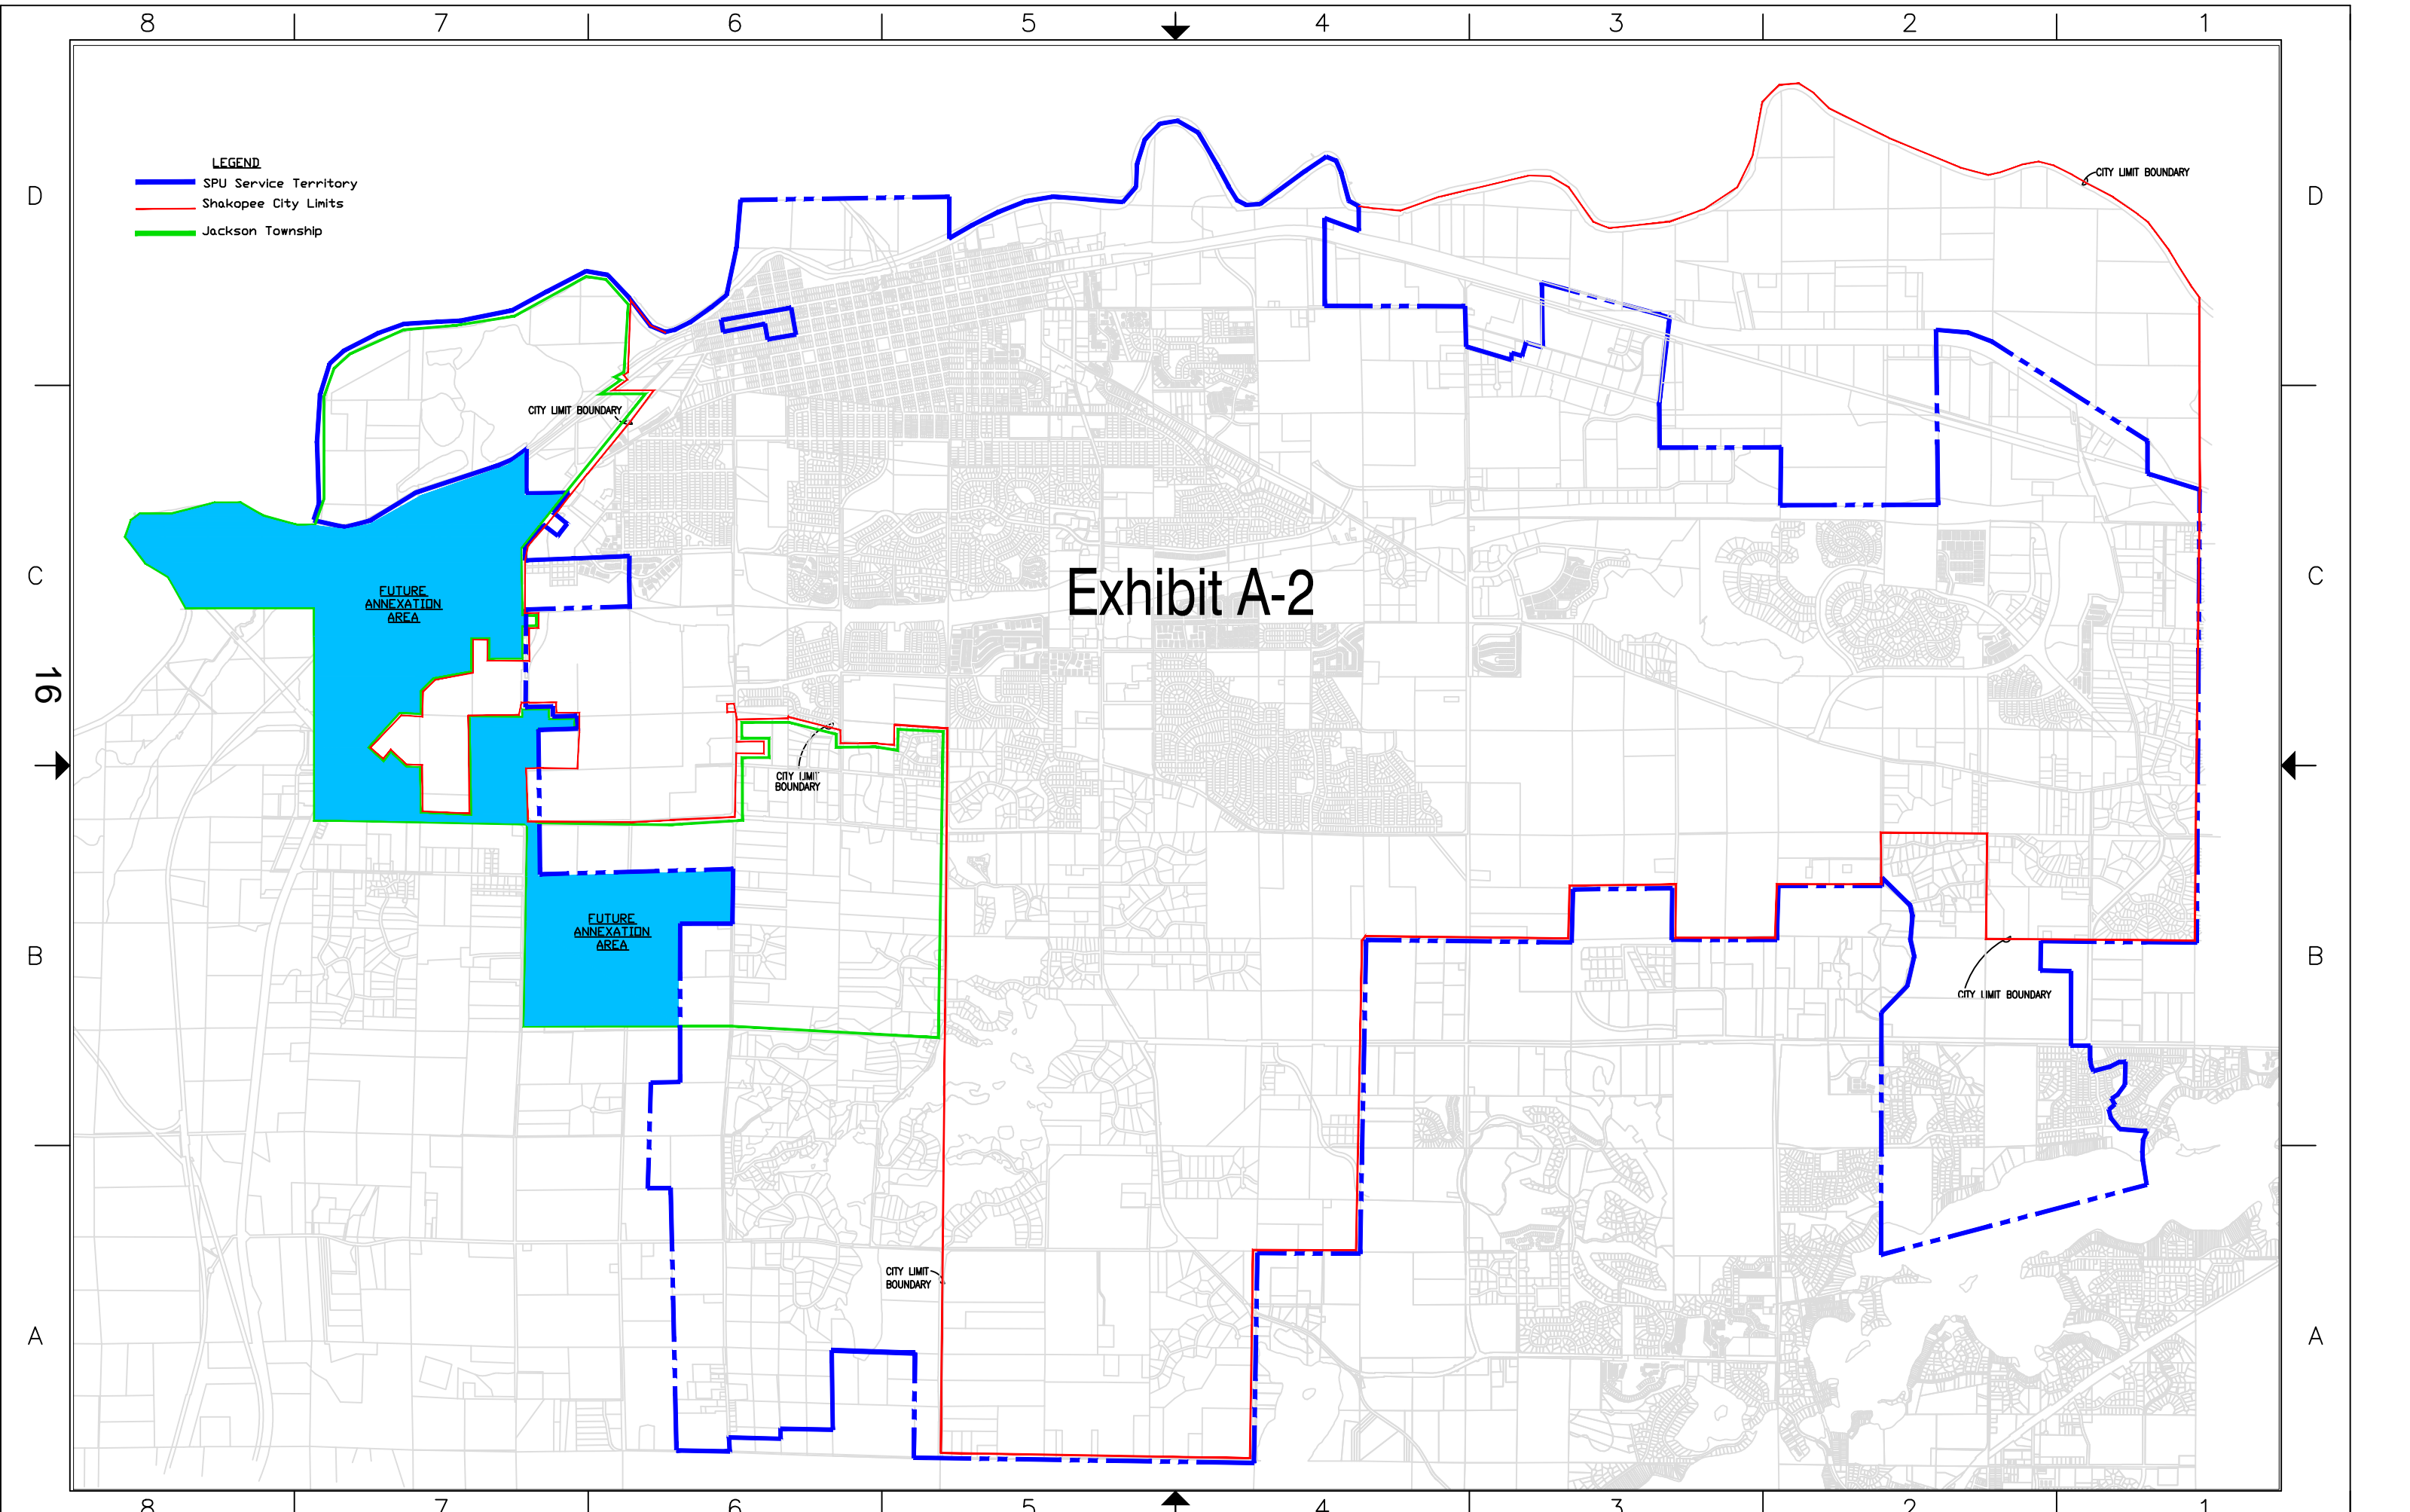 8 7 6 5 4 3 2 1
D
D
LEGEND
SPU Service Territory
Shakopee City Limits
Jackson Township
CITY LIMIT BOUNDARY
CITY LIMIT BOUNDARY
C
C
Exhibit A-2
FUTURE
ANNEXATION
AREA
16
CITY LIMIT
BOUNDARY
FUTURE
ANNEXATION
AREA
B
B
CITY LIMIT BOUNDARY
CITY LIMIT
BOUNDARY
A
A
8 7 6 5 4 3 2 1